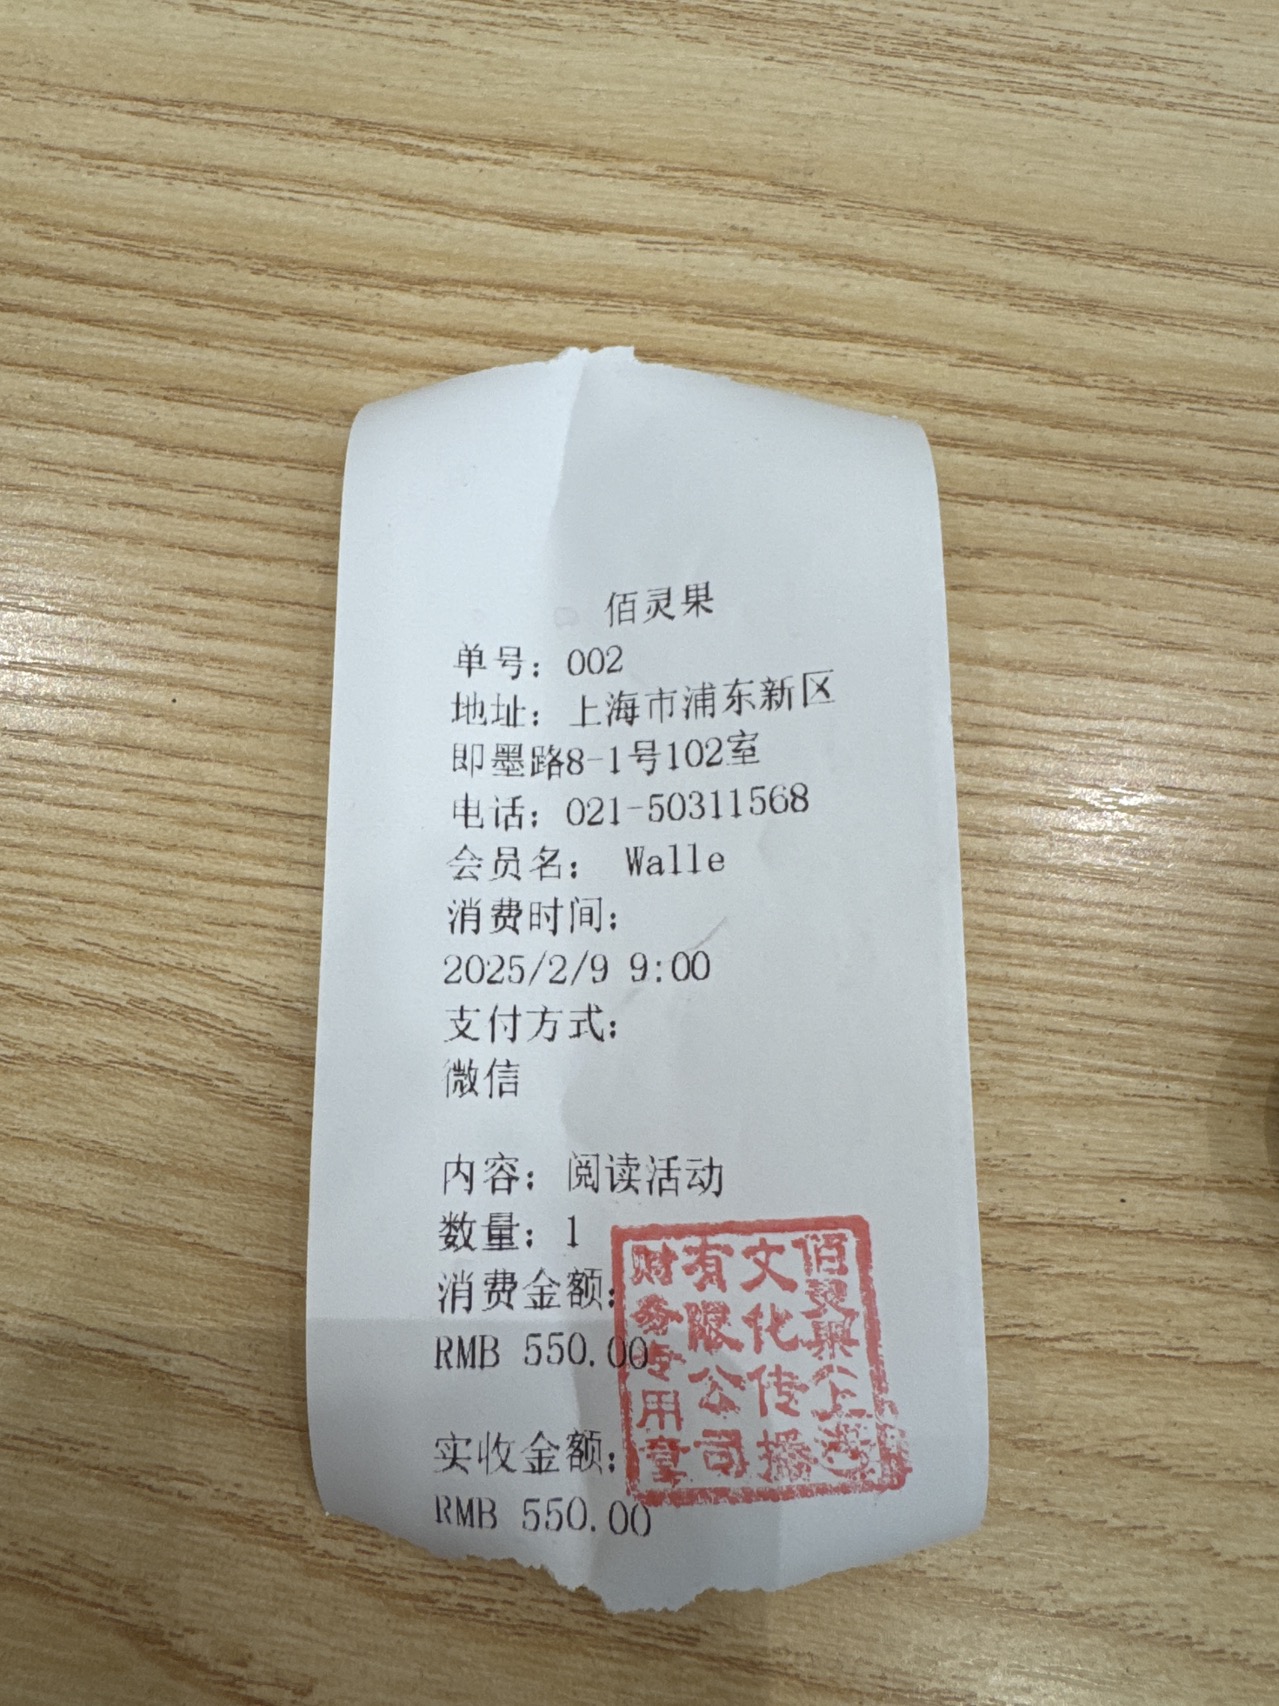 佰灵果
单号：002
地址：上海市浦东新区
即墨路8-1号102室
电话：021-50311568
会员名： Walle
消费时间：
2025/2/9 9:00
支付方式：
微信
内容：阅读活动
数量：1
消费金额：
RMB 550.00
实收金额：
RMB 550.00
佰灵果（上海）
文化传播
有限公司
财务专用章